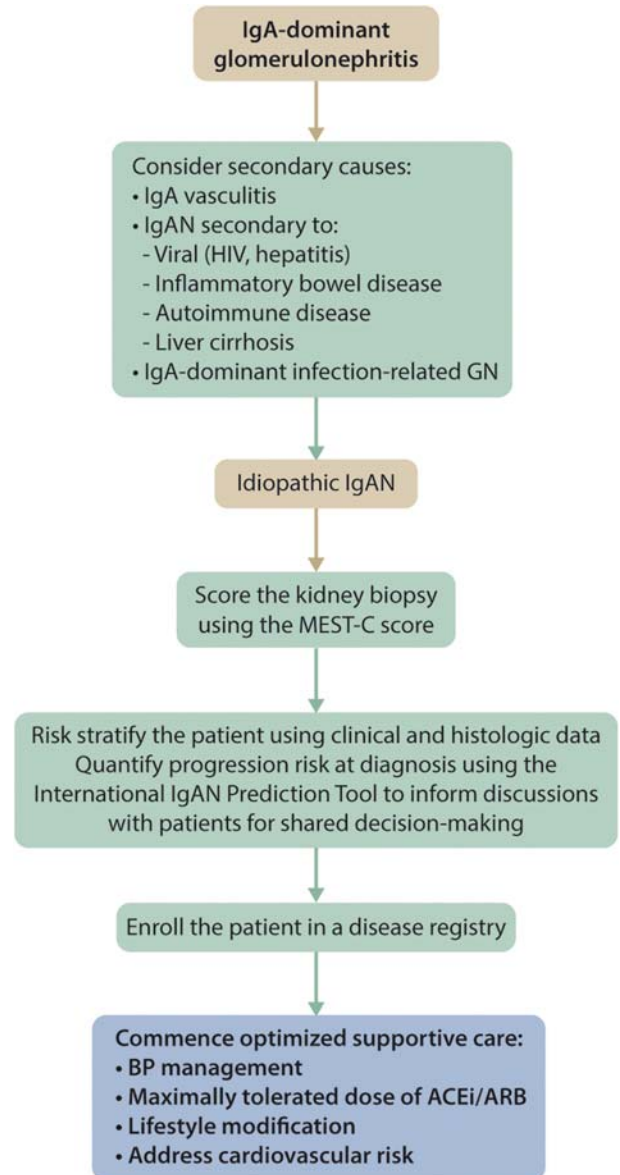 IgA-dominant
glomerulonephritis
Consider secondary causes:
• IgA vasculitis
• IgAN secondary to:
- Viral (HIV, hepatitis)
- Inflammatory bowel disease
- Autoimmune disease
- Liver cirrhosis
• IgA-dominant infection-related GN
Idiopathic IgAN
Score the kidney biopsy
using the MEST-C score
Risk stratify the patient using clinical and histologic data
Quantify progression risk at diagnosis using the
International IgAN Prediction Tool to inform discussions
with patients for shared decision-making
Enroll the patient in a disease registry
Commence optimized supportive care:
• BP management
• Maximally tolerated dose of ACEi/ARB
• Lifestyle modification
• Address cardiovascular risk